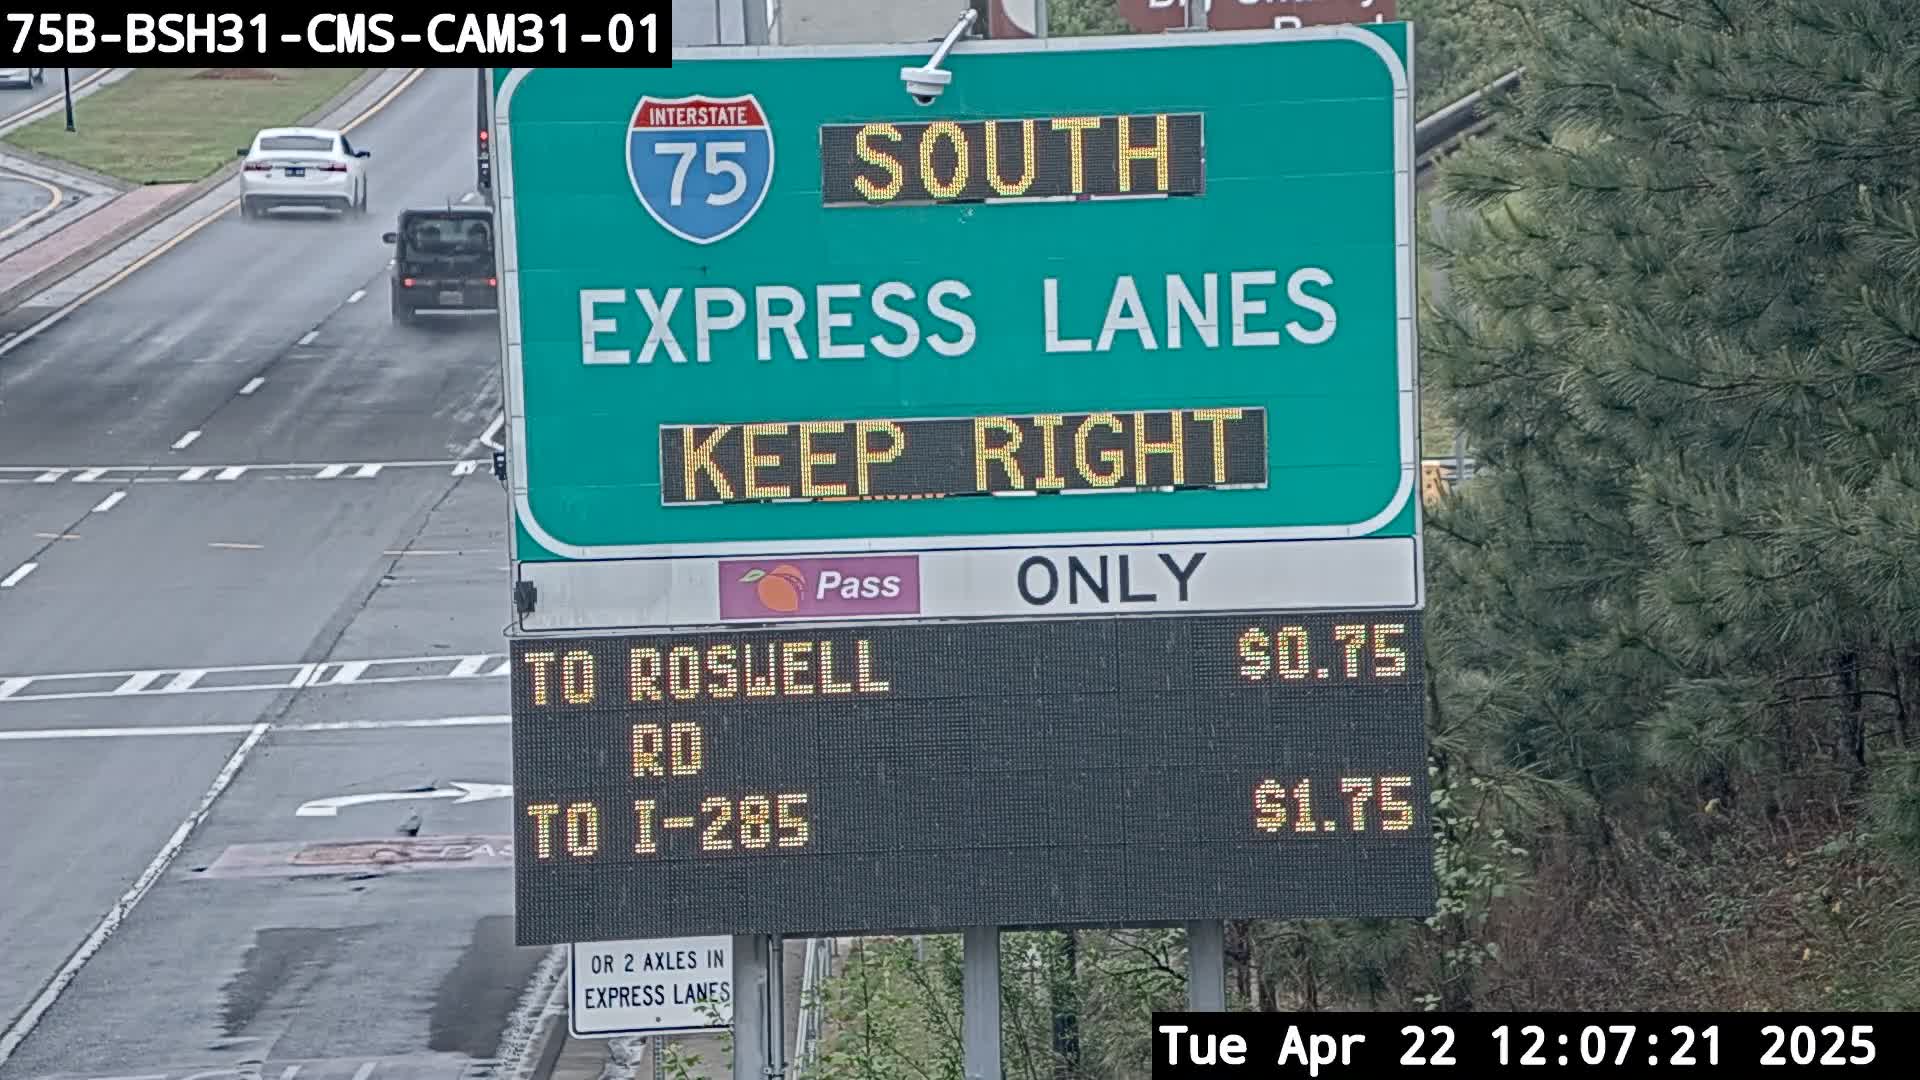 75B-BSH31-CMS-CAM31-01
INTERSTATE
75
SOUTH
EXPRESS LANES
KEEP RIGHT
Pass ONLY
TO ROSWELL $0.75
RD
TO I-285 $1.75
OR 2 AXLES IN
EXPRESS LANES
Tue Apr 22 12:07:21 2025